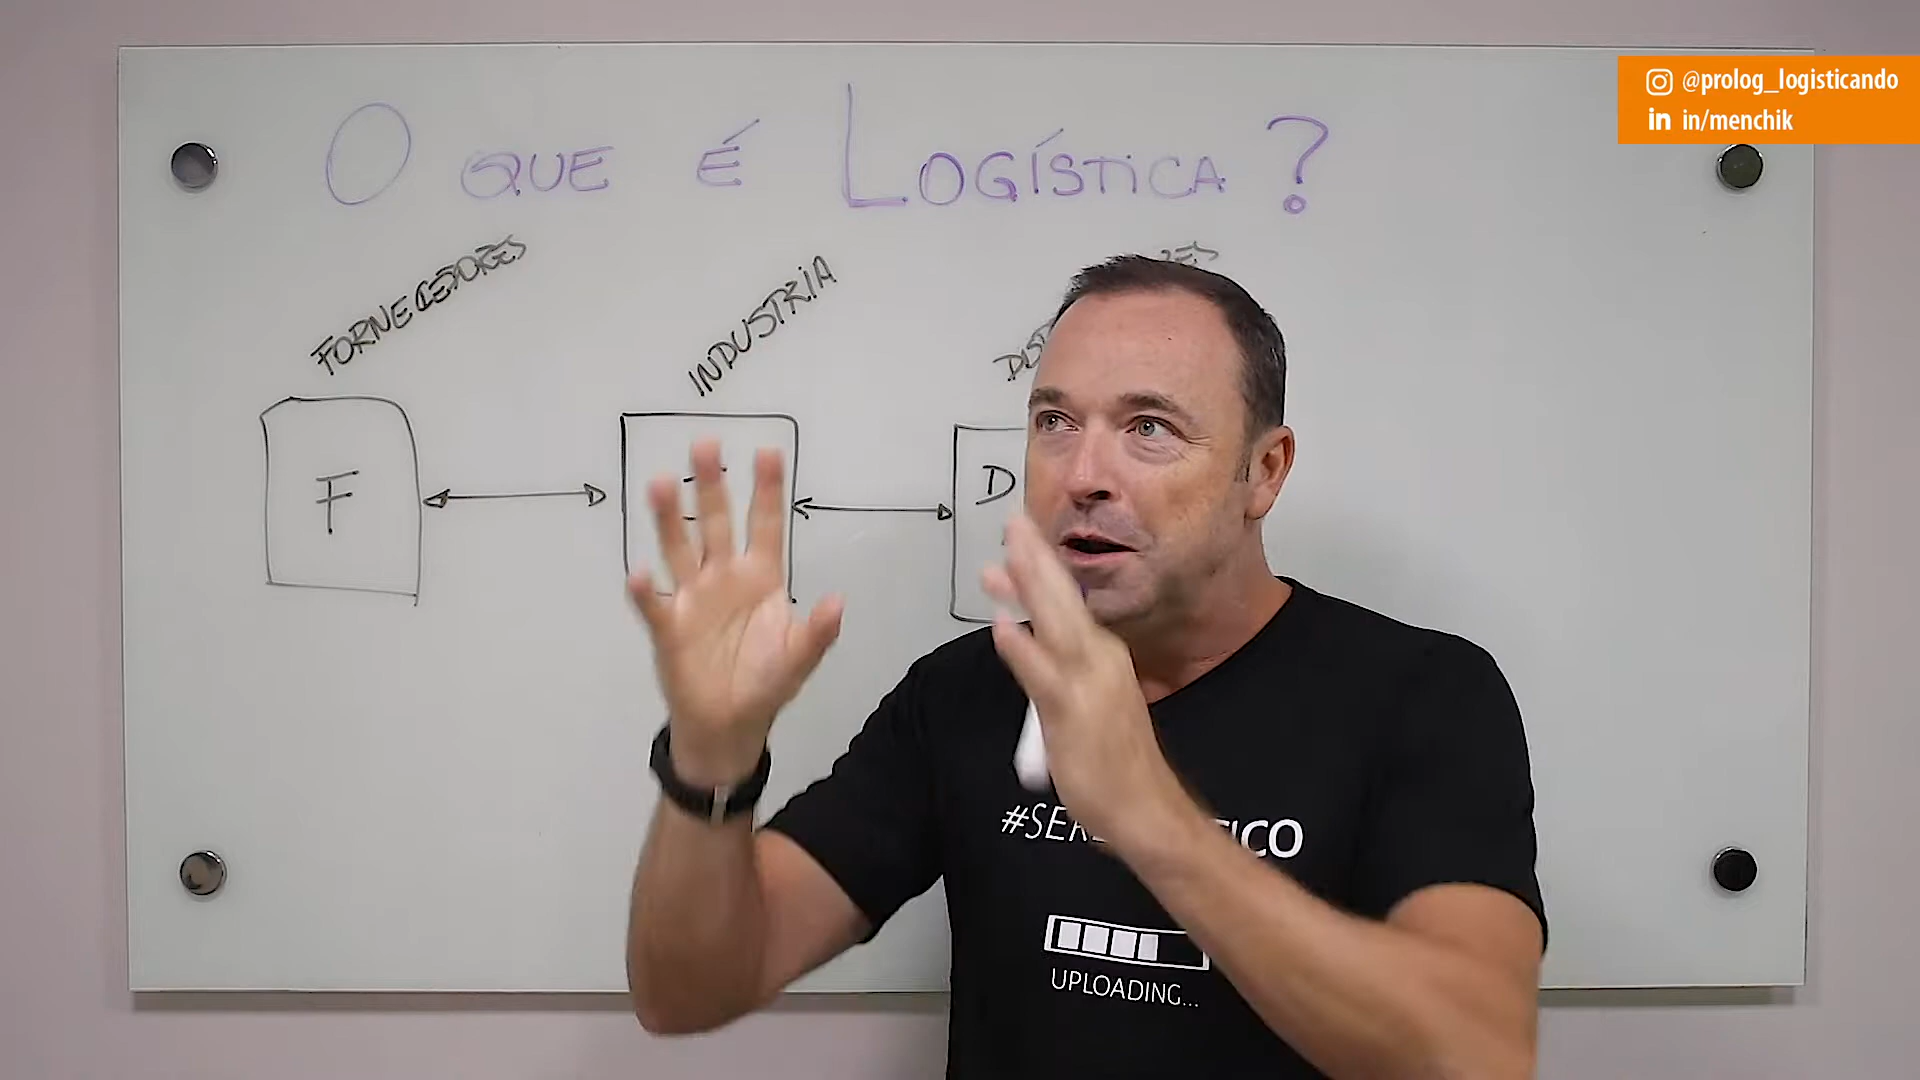 @prolog_logisticando
in/menchik
O QUE É LOGÍSTICA?
FORNECEDORES
INDUSTRIA
F
D
UPLOADING...